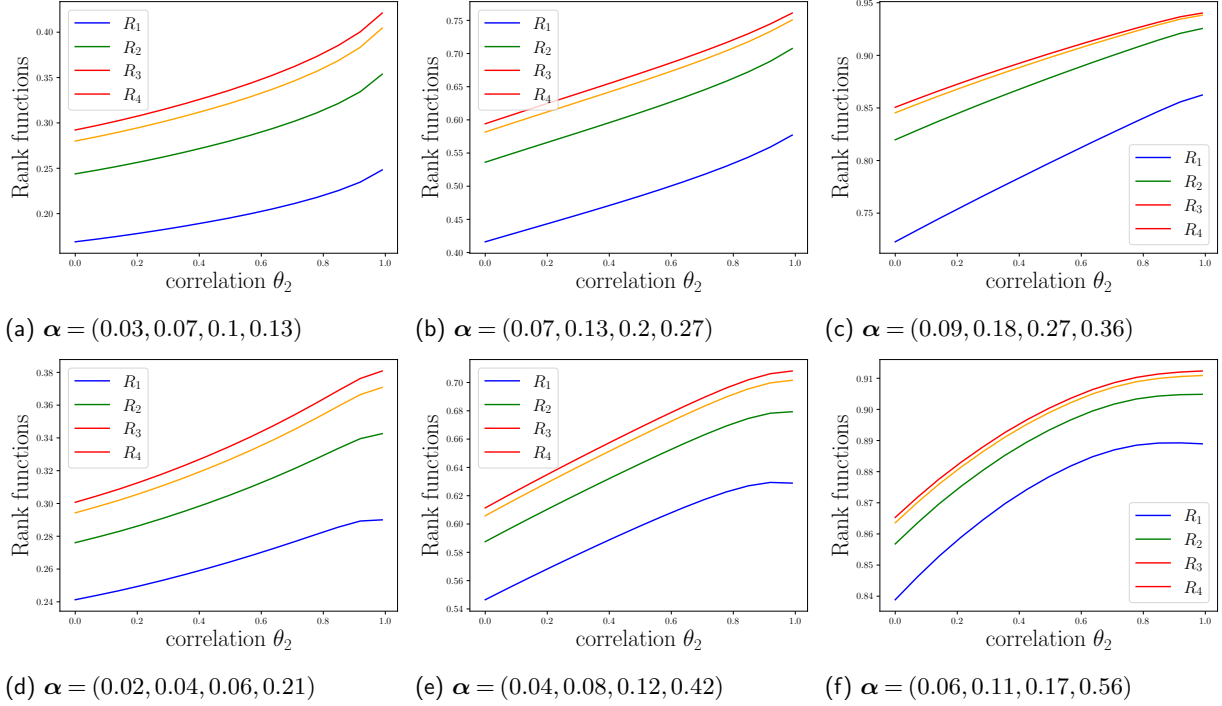 Rank functions
0.40
0.35
0.30
0.25
0.20
R₁
R₂
R₃
R₄
0.0 0.2 0.4 0.6 0.8 1.0
correlation θ₂
(a) α = (0.03, 0.07, 0.1, 0.13)
Rank functions
0.75
0.70
0.65
0.60
0.55
0.50
0.45
0.40
R₁
R₂
R₃
R₄
0.0 0.2 0.4 0.6 0.8 1.0
correlation θ₂
(b) α = (0.07, 0.13, 0.2, 0.27)
Rank functions
0.95
0.90
0.85
0.80
0.75
R₁
R₂
R₃
R₄
0.0 0.2 0.4 0.6 0.8 1.0
correlation θ₂
(c) α = (0.09, 0.18, 0.27, 0.36)
Rank functions
0.38
0.36
0.34
0.32
0.30
0.28
0.26
0.24
R₁
R₂
R₃
R₄
0.0 0.2 0.4 0.6 0.8 1.0
correlation θ₂
(d) α = (0.02, 0.04, 0.06, 0.21)
Rank functions
0.70
0.68
0.66
0.64
0.62
0.60
0.58
0.56
0.54
R₁
R₂
R₃
R₄
0.0 0.2 0.4 0.6 0.8 1.0
correlation θ₂
(e) α = (0.04, 0.08, 0.12, 0.42)
Rank functions
0.91
0.90
0.89
0.88
0.87
0.86
0.85
0.84
R₁
R₂
R₃
R₄
0.0 0.2 0.4 0.6 0.8 1.0
correlation θ₂
(f) α = (0.06, 0.11, 0.17, 0.56)